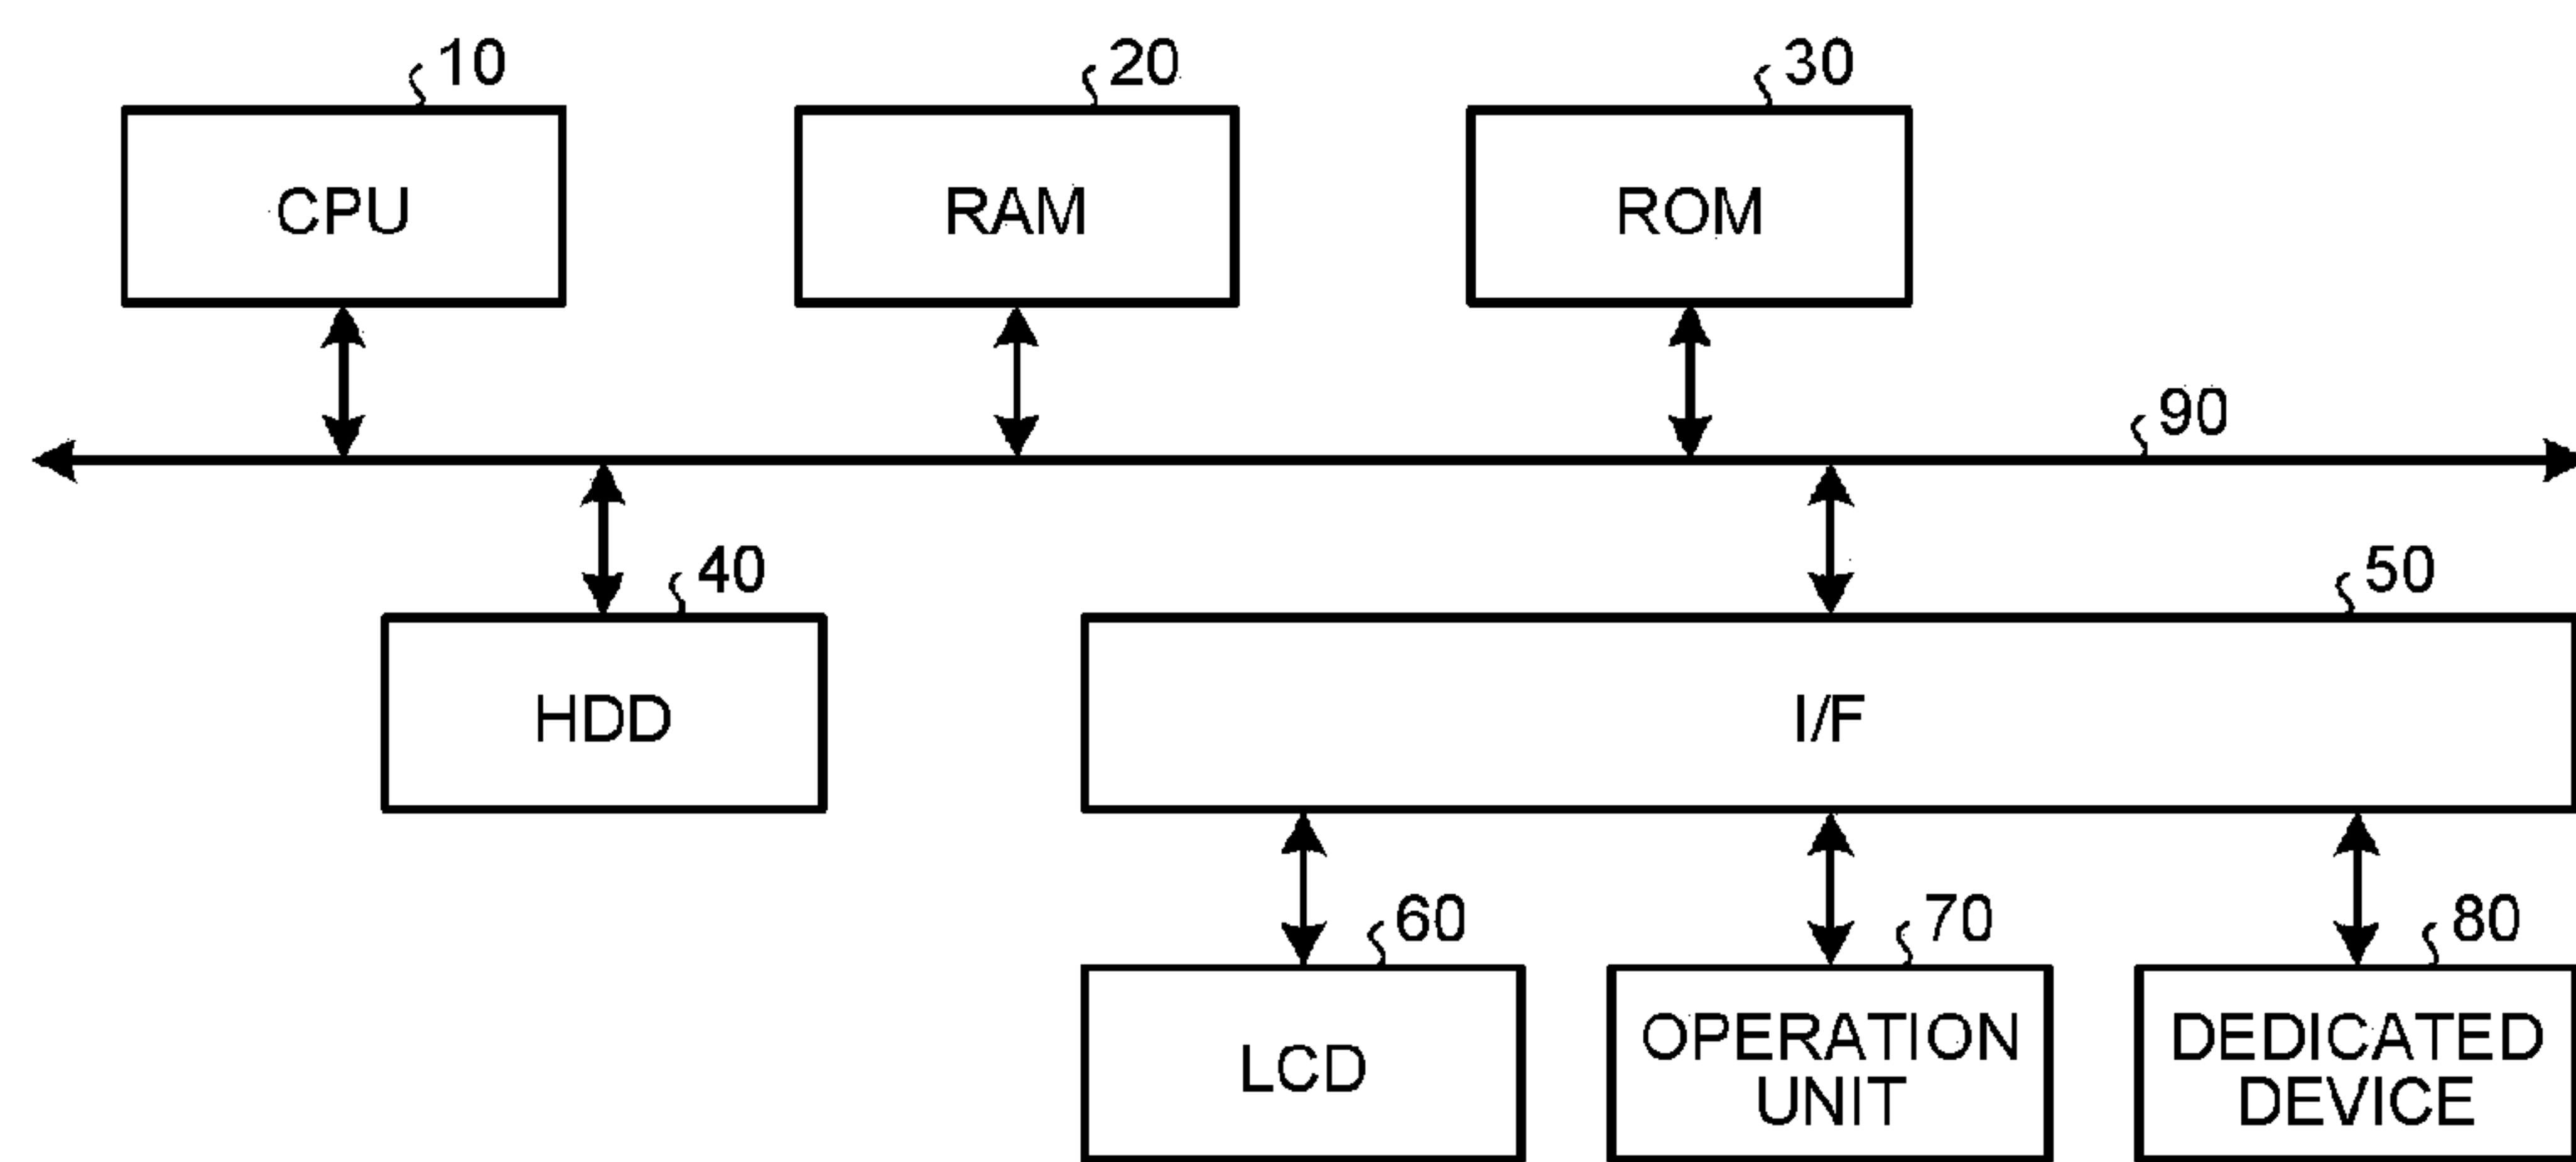 10
20
30
CPU
RAM
ROM
90
40
50
HDD
I/F
60
70
80
LCD
OPERATION
UNIT
DEDICATED
DEVICE